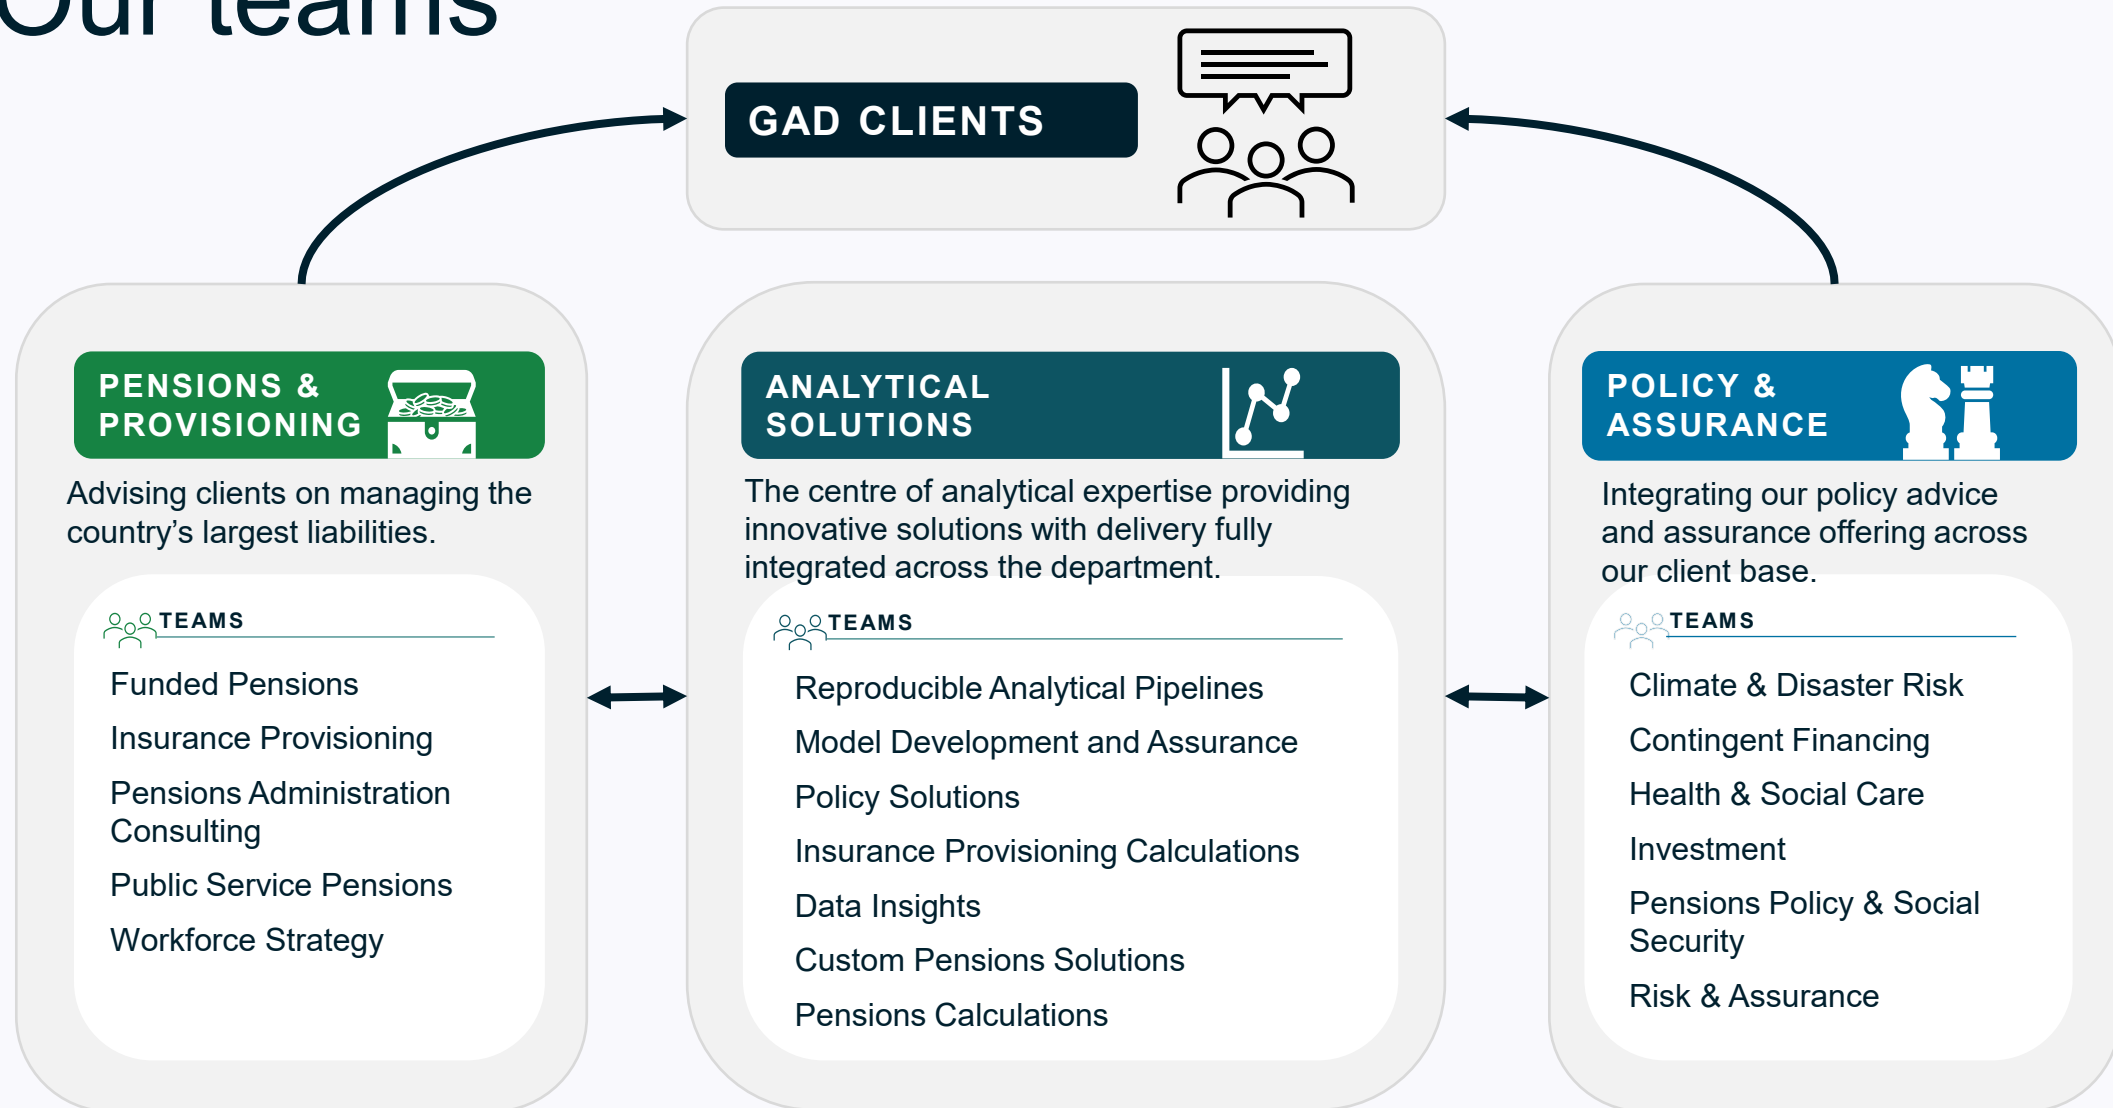 Our teams
GAD CLIENTS
PENSIONS &
PROVISIONING
Advising clients on managing the
country’s largest liabilities.
TEAMS
Funded Pensions
Insurance Provisioning
Pensions Administration
Consulting
Public Service Pensions
Workforce Strategy
ANALYTICAL
SOLUTIONS
The centre of analytical expertise providing
innovative solutions with delivery fully
integrated across the department.
TEAMS
Reproducible Analytical Pipelines
Model Development and Assurance
Policy Solutions
Insurance Provisioning Calculations
Data Insights
Custom Pensions Solutions
Pensions Calculations
POLICY &
ASSURANCE
Integrating our policy advice
and assurance offering across
our client base.
TEAMS
Climate & Disaster Risk
Contingent Financing
Health & Social Care
Investment
Pensions Policy & Social
Security
Risk & Assurance